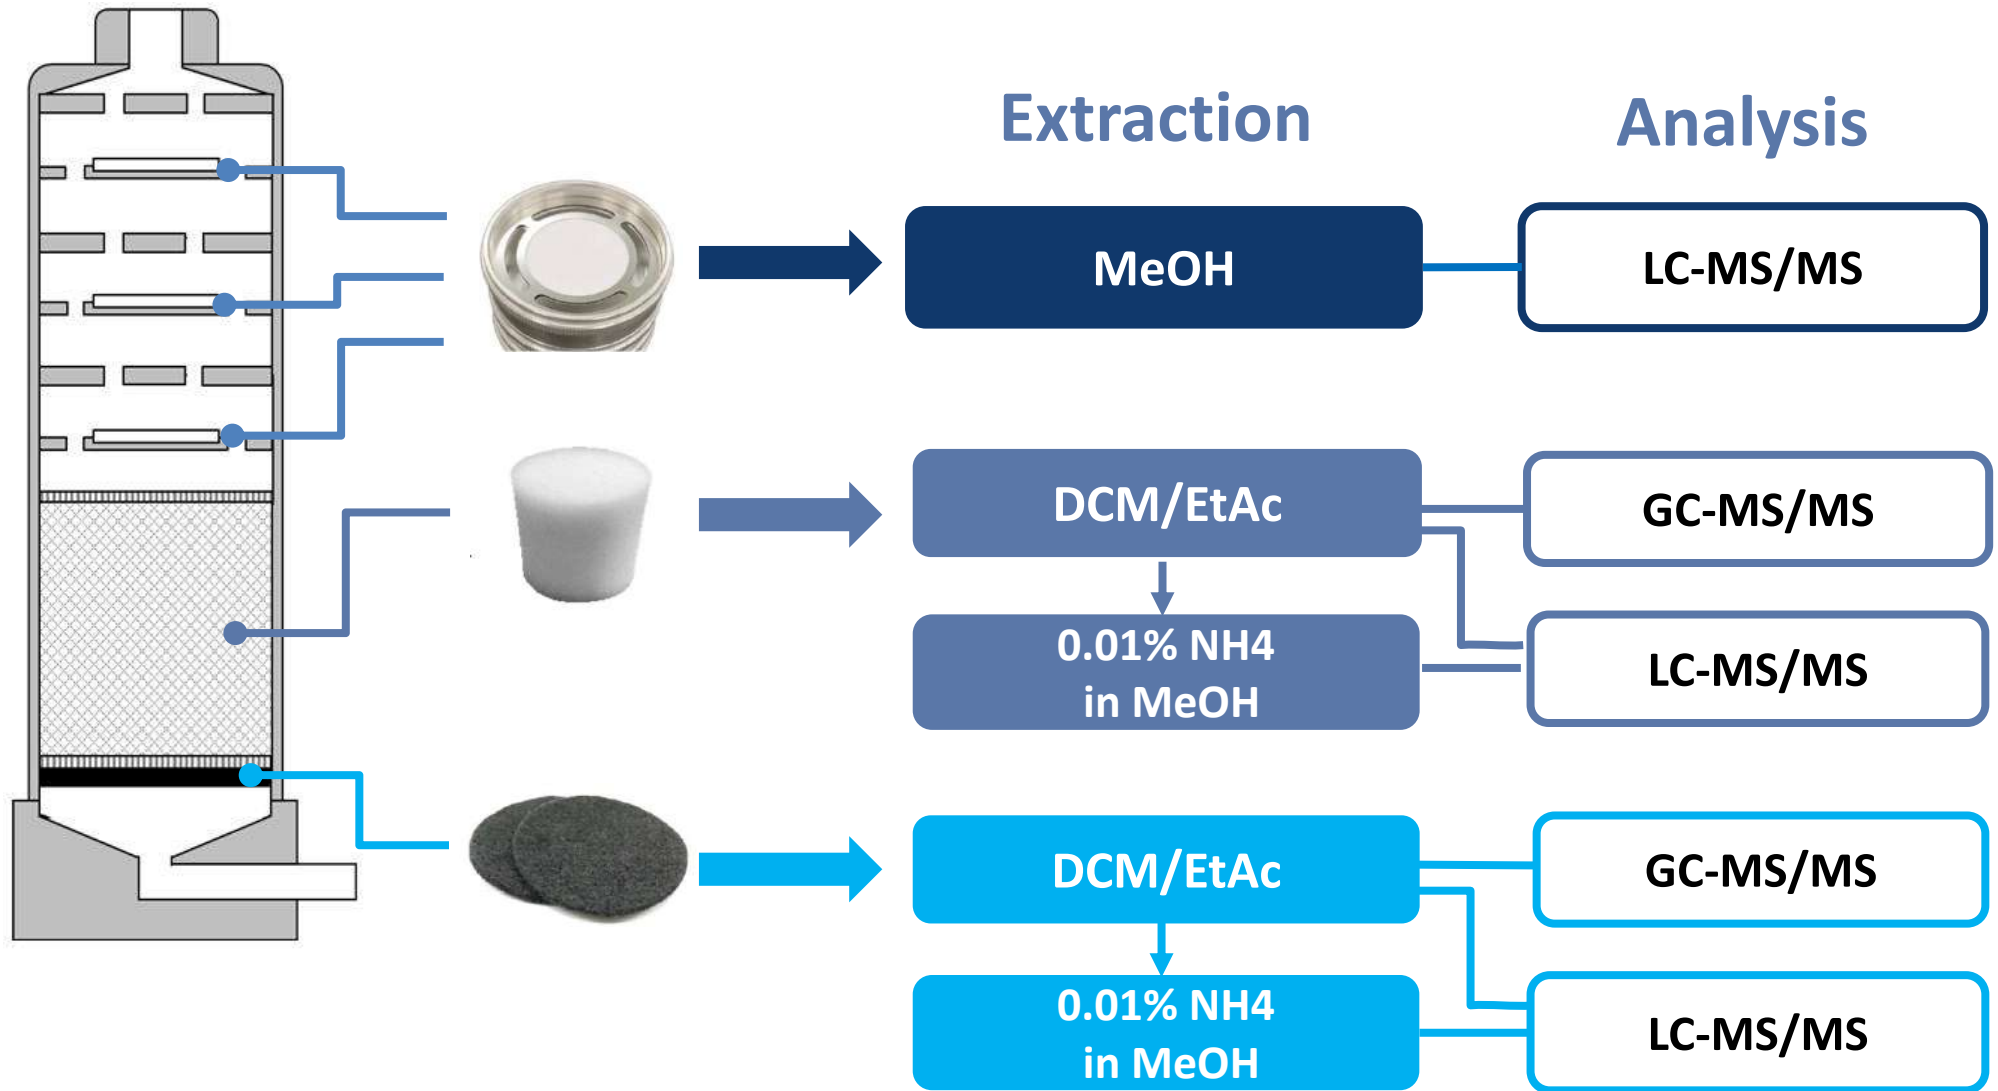 Extraction
Analysis
MeOH
LC-MS/MS
DCM/EtAc
GC-MS/MS
0.01% NH4
in MeOH
LC-MS/MS
DCM/EtAc
GC-MS/MS
0.01% NH4
in MeOH
LC-MS/MS